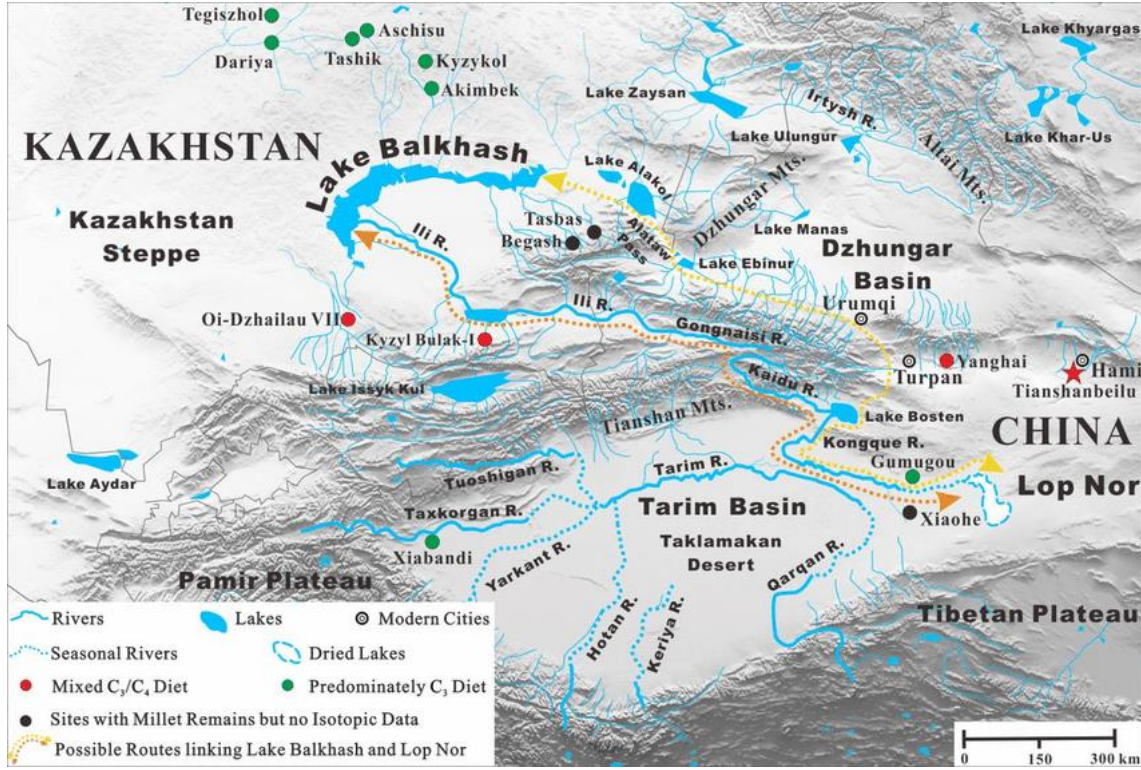 Tegiszhol
Aschisu
Dariya
Tashik
Kyzykol
Akimbek
Lake Khyargas
Lake Zaysan
Irtysh R.
Lake Ulungur
Lake Khar-Us
Altai Mts.
KAZAKHSTAN
Lake Balkhash
Lake Alakol
Dzhungar Mts.
Kazakhstan
Steppe
Tasbas
Begash
Alataw
Pass
Lake Manas
Ili R.
Lake Ebinur
Dzhungar
Basin
Urumqi
Oi-Dzhailau VII
Ili R.
Kyzyl Bulak-I
Gongnaisi R.
Turpan
Yanghai
Hami
Tianshanbeilu
Lake Issyk Kul
Kaidu R.
Tianshan Mts.
Lake Bosten
CHINA
Kongque R.
Gumugou
Lop Nor
Lake Aydar
Tuoshigan R.
Tarim R.
Taxkorgan R.
Tarim Basin
Xiaohe
Xiabandi
Taklamakan
Desert
Yarkant R.
Pamir Plateau
Hotan R.
Keriya R.
Qarqan R.
Tibetan Plateau
Rivers
Lakes
Modern Cities
Seasonal Rivers
Dried Lakes
Mixed C₃/C₄ Diet
Predominately C₃ Diet
Sites with Millet Remains but no Isotopic Data
Possible Routes linking Lake Balkhash and Lop Nor
0 150 300 km